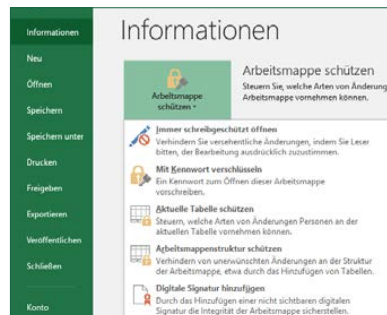 Informationen
Neu
Öffnen
Speichern
Speichern unter
Drucken
Freigeben
Exportieren
Veröffentlichen
Schließen
Konto
Informationen
Arbeitsmappe schützen
Arbeitsmappe schützen
Steuern Sie, welche Arten von Änderung
Arbeitsmappe vornehmen können.
Immer schreibgeschützt öffnen
Verhindern Sie versehentliche Änderungen, indem Sie Leser
bitten, der Bearbeitung ausdrücklich zuzustimmen.
Mit Kennwort verschlüsseln
Ein Kennwort zum Öffnen dieser Arbeitsmappe
vorschreiben.
Aktuelle Tabelle schützen
Steuern, welche Arten von Änderungen Personen an der
aktuellen Tabelle vornehmen können.
Arbeitsmappenstruktur schützen
Verhindern von unerwünschten Änderungen an der Struktur
der Arbeitsmappe, etwa durch das Hinzufügen von Tabellen.
Digitale Signatur hinzufügen
Durch das Hinzufügen einer nicht sichtbaren digitalen
Signatur die Integrität der Arbeitsmappe sicherstellen.